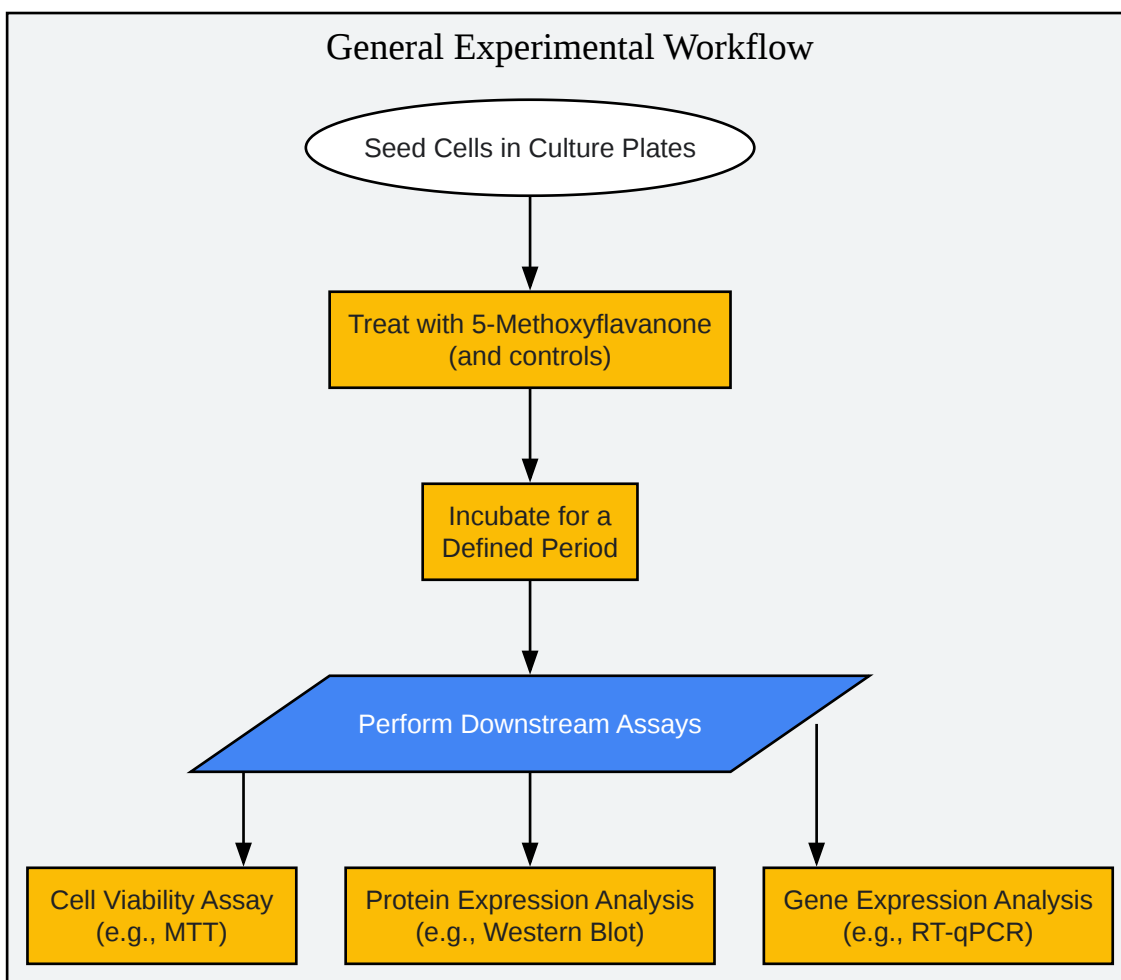 General Experimental Workflow
Seed Cells in Culture Plates
Treat with 5-Methoxyflavanone
(and controls)
Incubate for a
Defined Period
Perform Downstream Assays
Cell Viability Assay
(e.g., MTT)
Protein Expression Analysis
(e.g., Western Blot)
Gene Expression Analysis
(e.g., RT-qPCR)